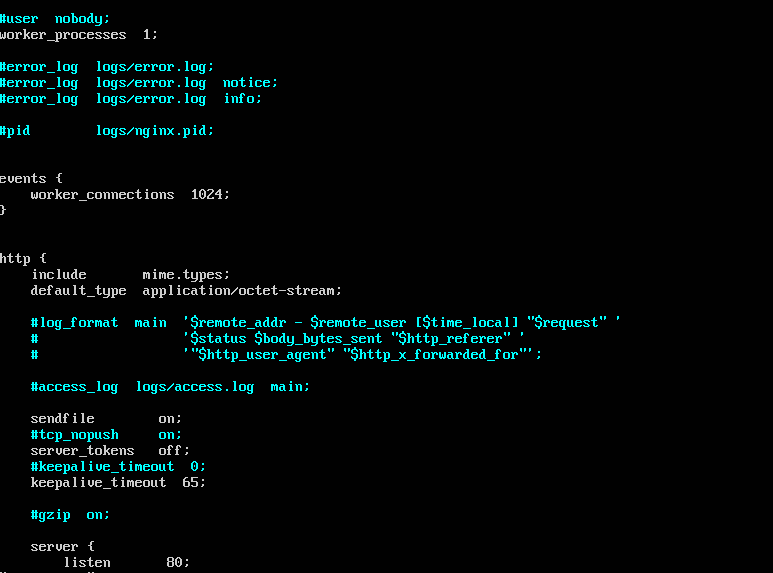 #user  nobody;
worker_processes  1;
#error_log  logs/error.log;
#error_log  logs/error.log  notice;
#error_log  logs/error.log  info;
#pid        logs/nginx.pid;
events {
    worker_connections  1024;
}
http {
    include       mime.types;
    default_type  application/octet-stream;
    #log_format  main  '$remote_addr - $remote_user [$time_local] "$request" '
    #                  '$status $body_bytes_sent "$http_referer" '
    #                  '"$http_user_agent" "$http_x_forwarded_for"';
    #access_log  logs/access.log  main;
    sendfile        on;
    #tcp_nopush     on;
    server_tokens   off;
    #keepalive_timeout  0;
    keepalive_timeout  65;
    #gzip  on;
    server {
        listen       80;